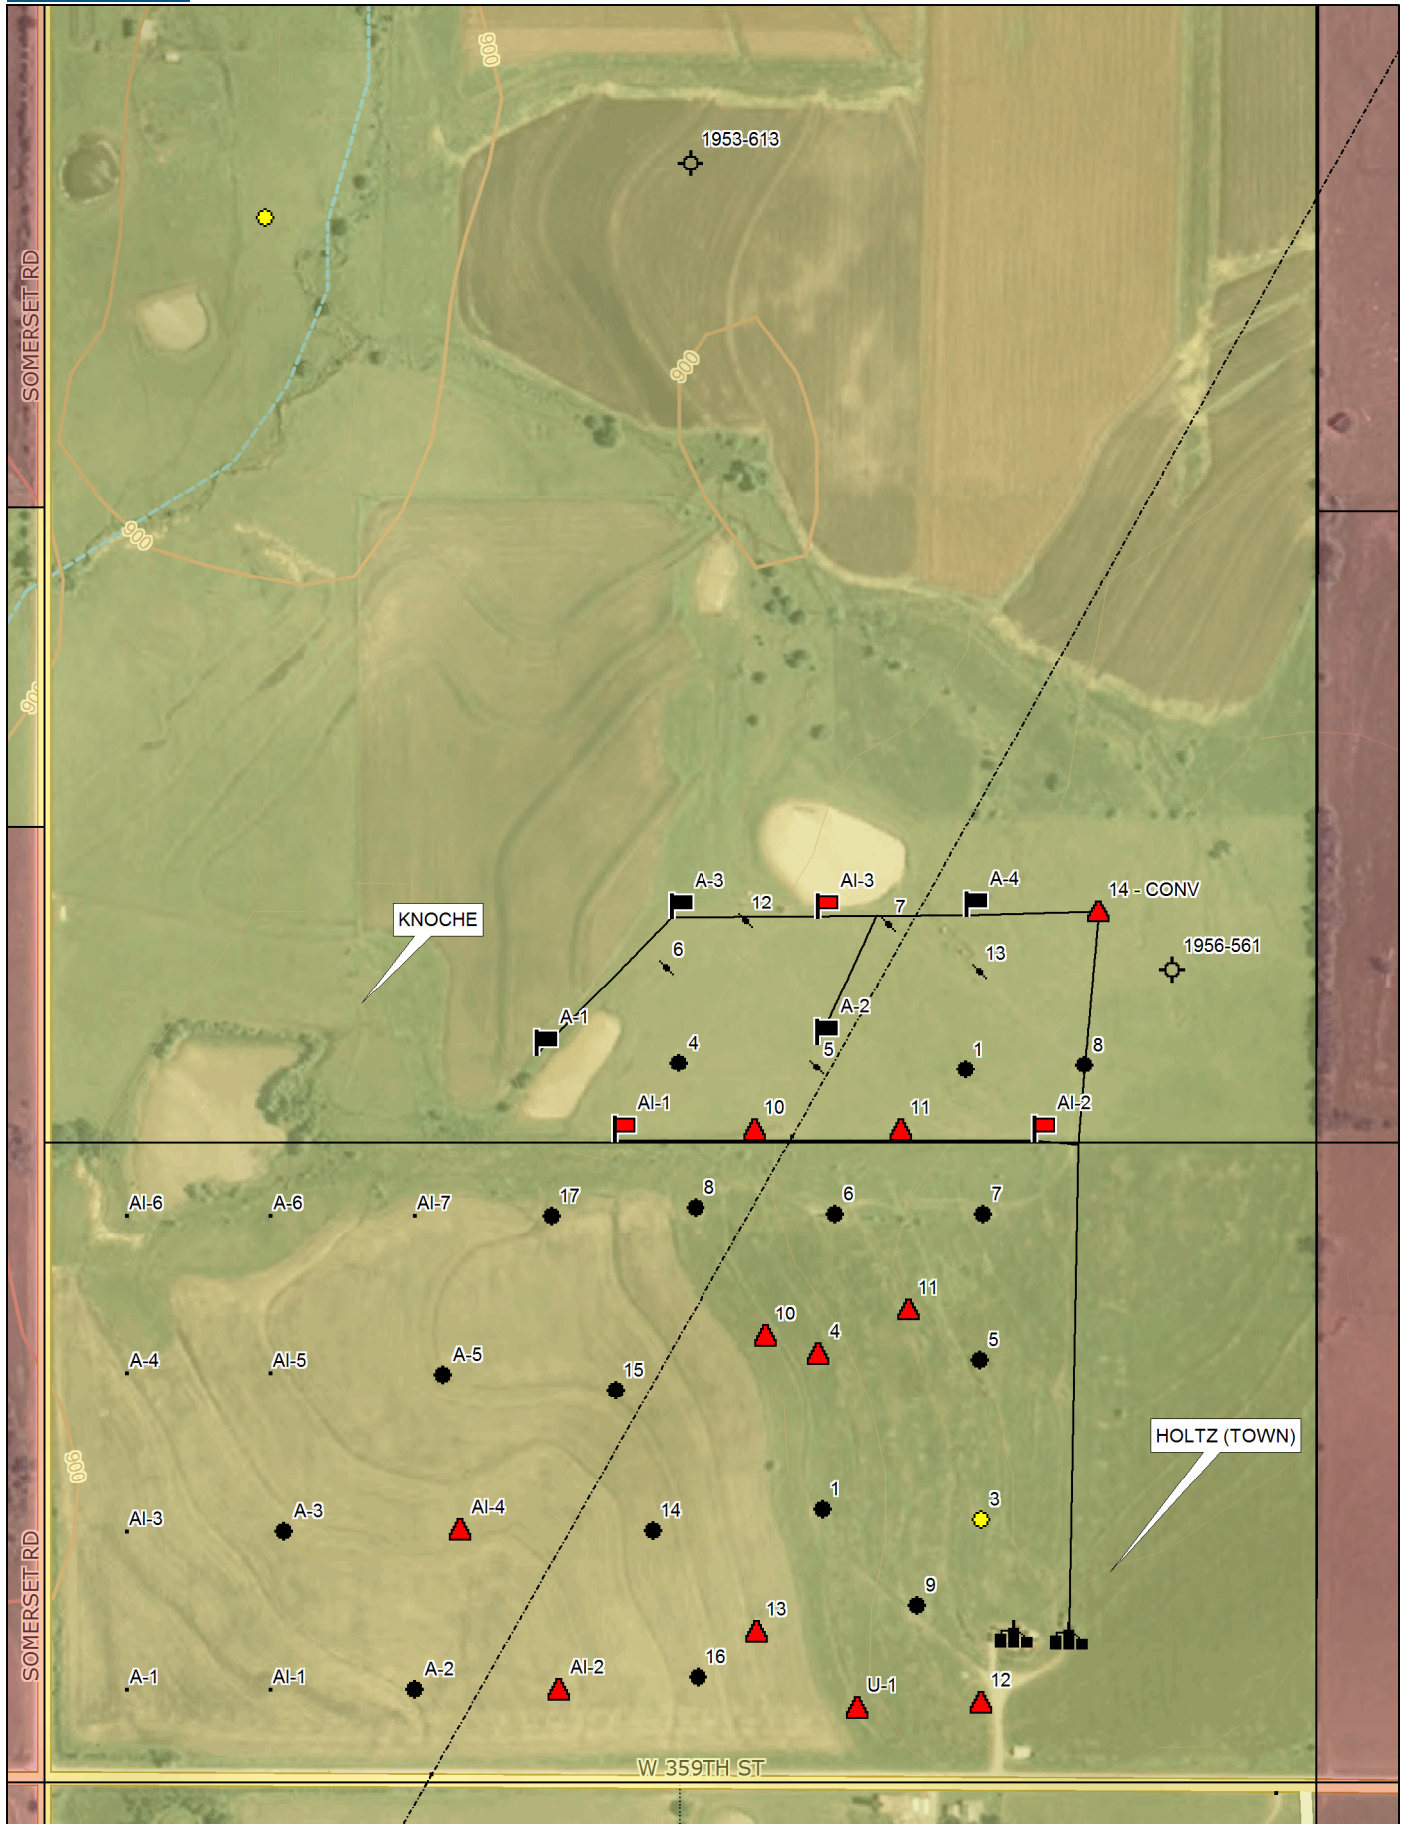 906
1953-613
SOMERSET RD
900
900
900
A-3
12
AI-3
7
A-4
14 - CONV
KNOCHE
6
13
1956-561
A-1
A-2
4
5
1
8
AI-1
10
11
AI-2
AI-6
A-6
AI-7
17
8
6
7
11
10
4
A-4
AI-5
A-5
15
5
HOLTZ (TOWN)
900
AI-3
A-3
AI-4
14
1
3
SOMERSET RD
9
13
A-1
AI-1
A-2
AI-2
16
U-1
12
W 359TH ST